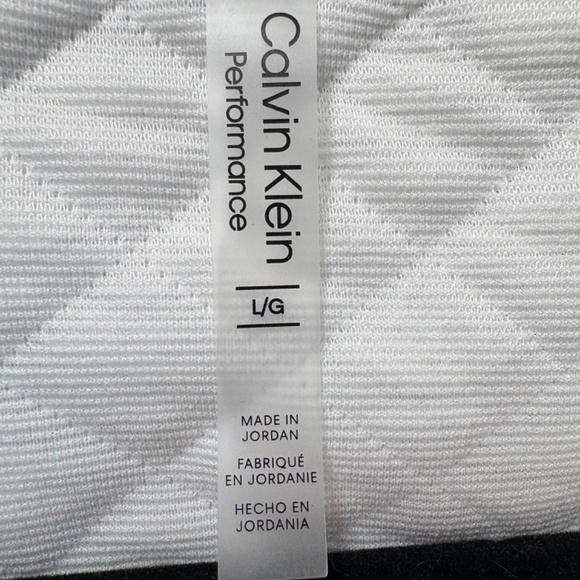 Calvin Klein
Performance
L/G
MADE IN
JORDAN
FABRIQUÉ
EN JORDANIE
HECHO EN
JORDANIA